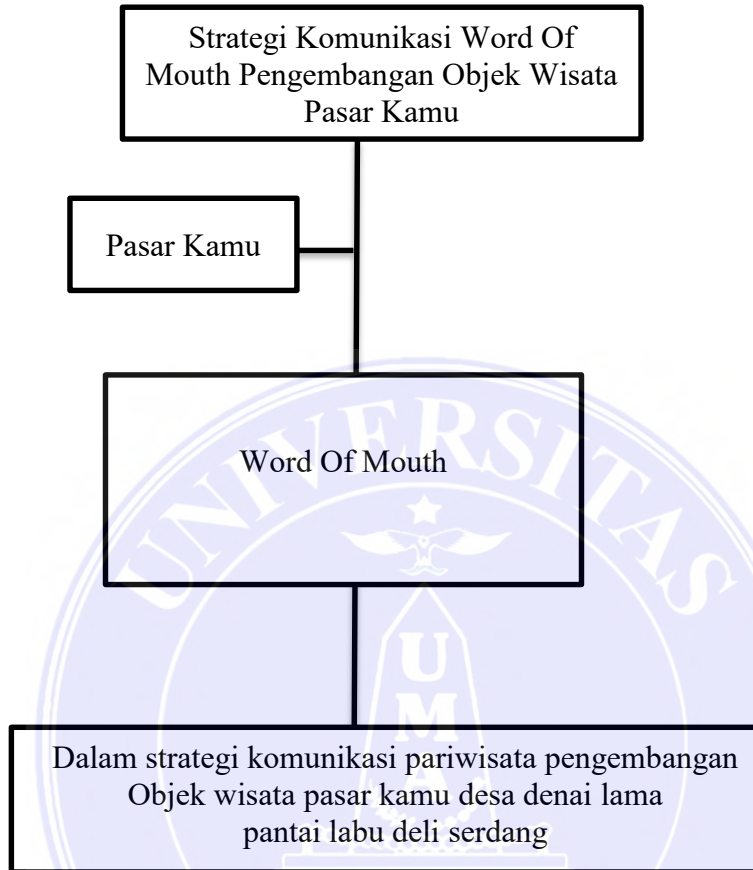 Strategi Komunikasi Word Of
Mouth Pengembangan Objek Wisata
Pasar Kamu
Pasar Kamu
Word Of Mouth
UNIVERSITAS
UMA
Dalam strategi komunikasi pariwisata pengembangan
Objek wisata pasar kamu desa denai lama
pantai labu deli serdang